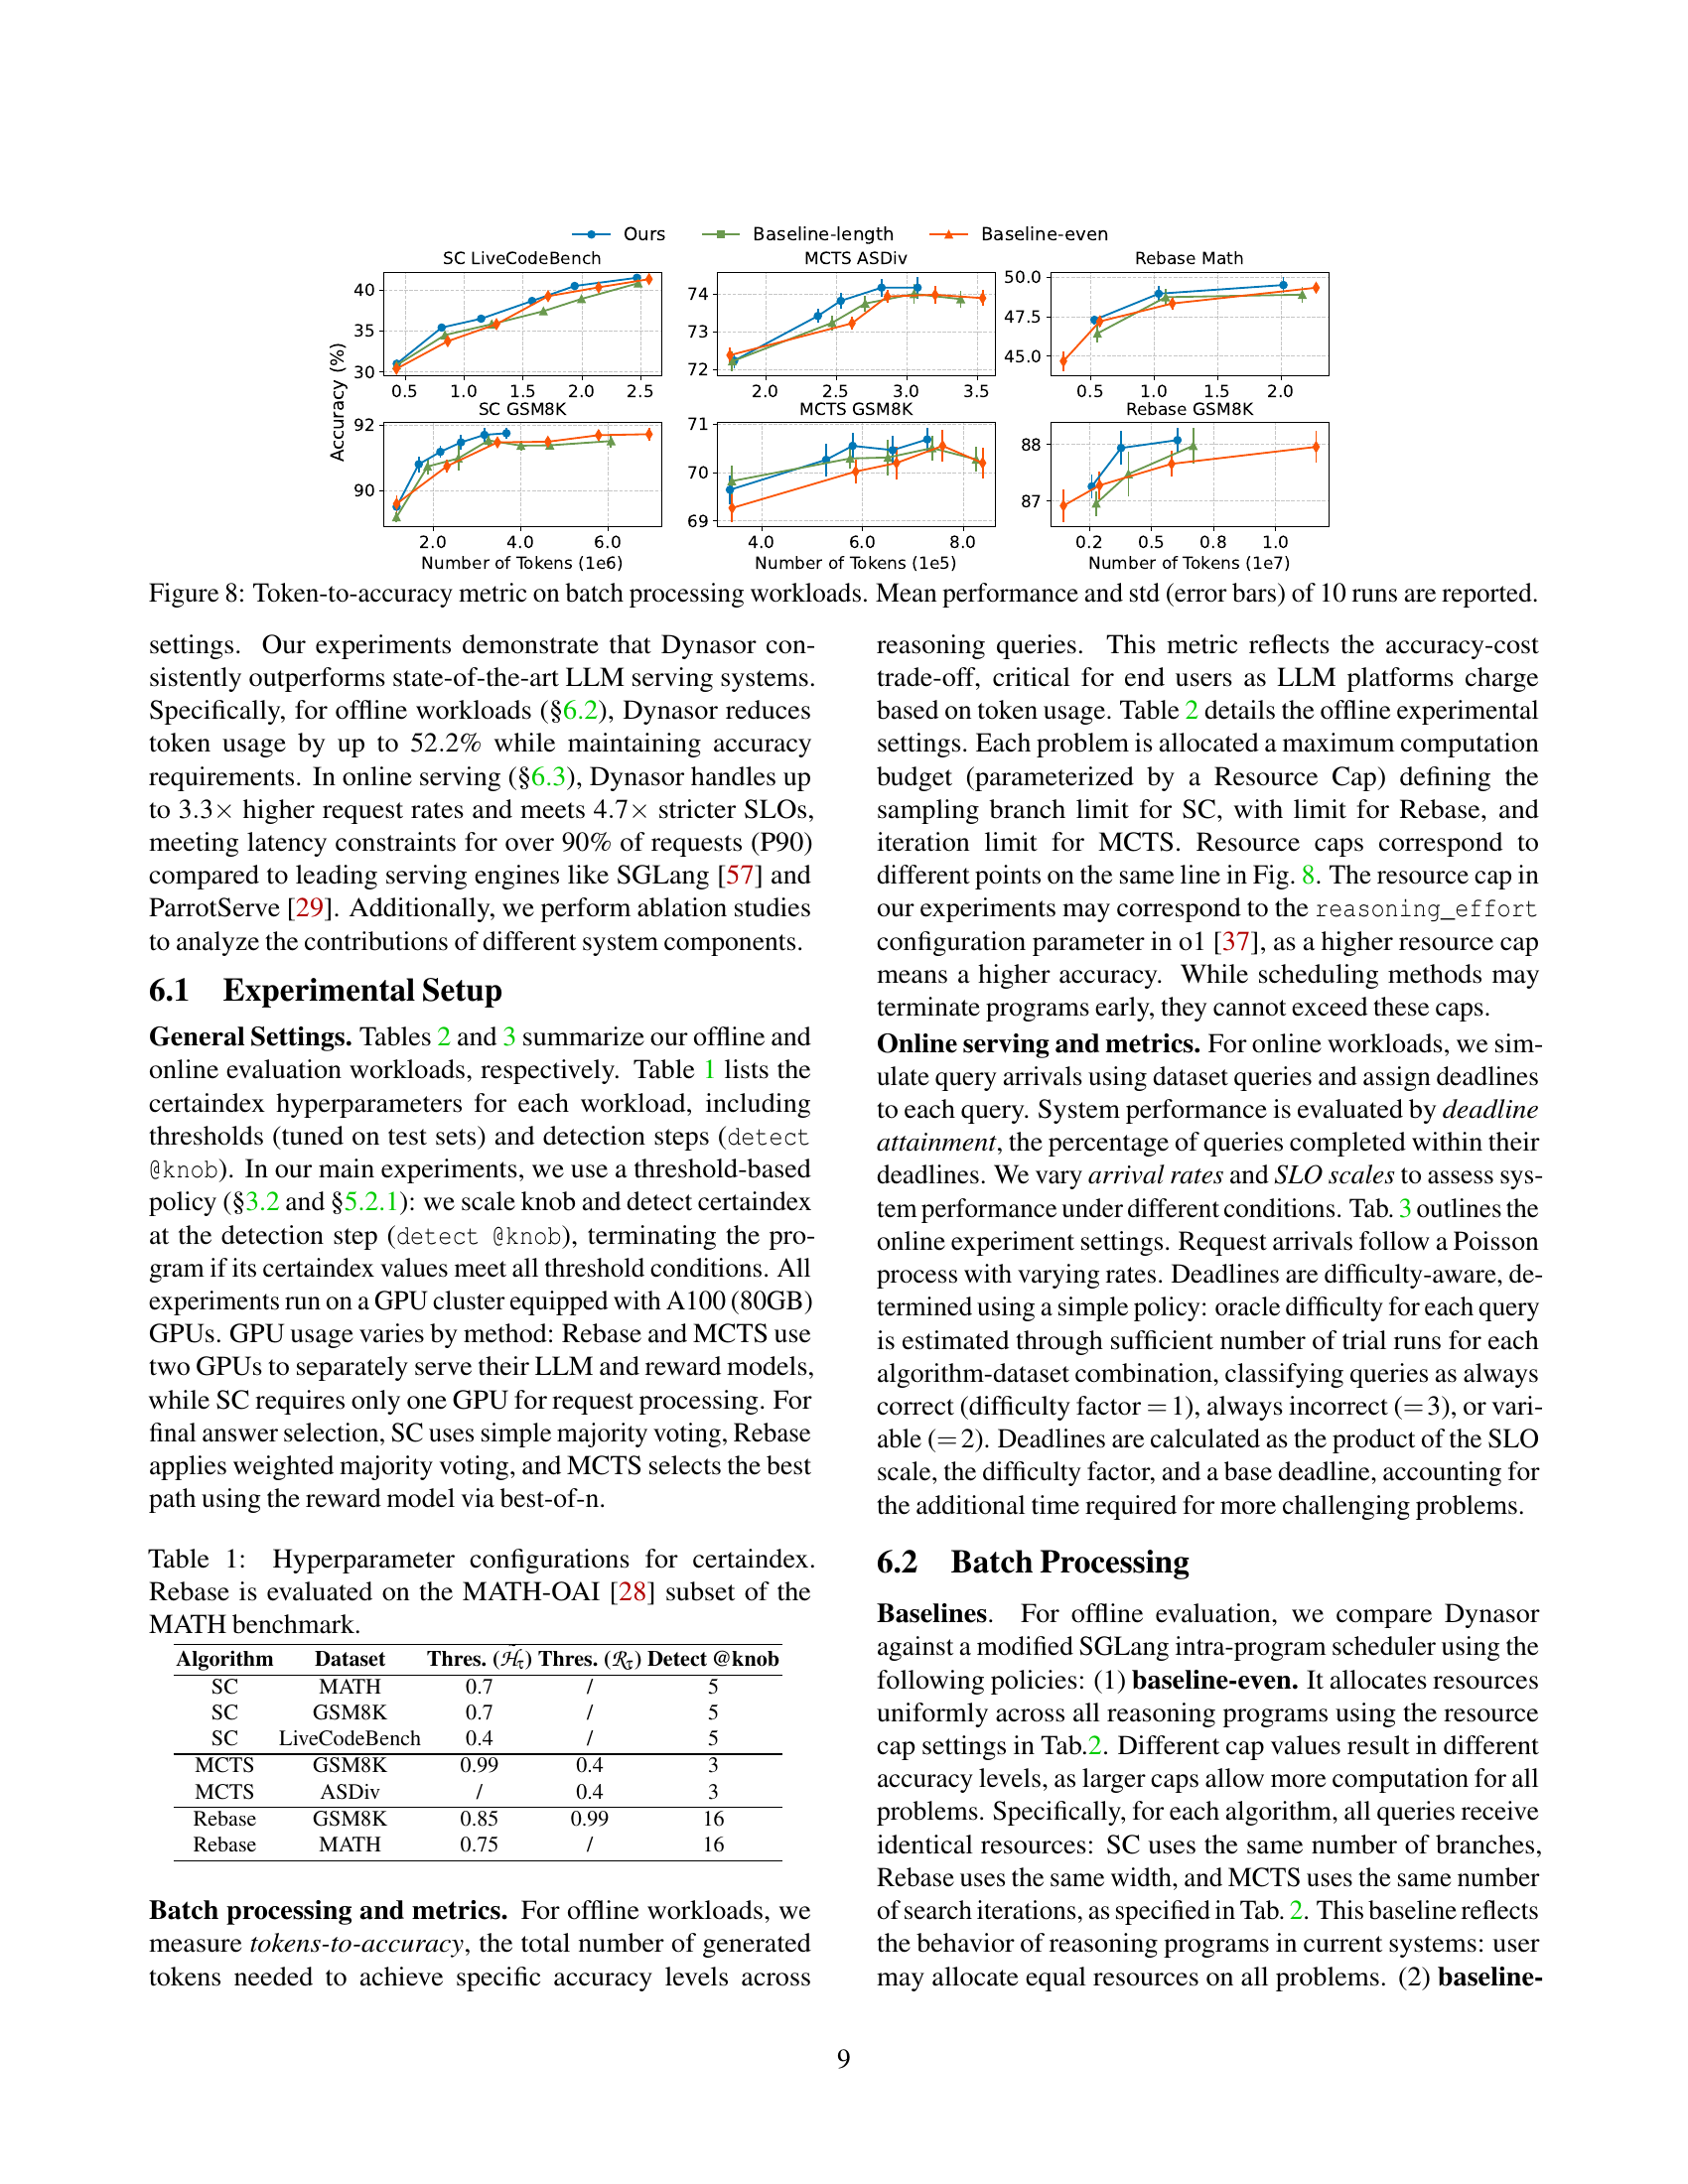 Ours Baseline-length Baseline-even
SC LiveCodeBench
MCTS ASDiv
Rebase Math
Accuracy (%)
40
35
30
0.5 1.0 1.5 2.0 2.5
74
73
72
2.0 2.5 3.0 3.5
50.0
47.5
45.0
0.5 1.0 1.5 2.0
SC GSM8K
MCTS GSM8K
Rebase GSM8K
92
90
2.0 4.0 6.0
Number of Tokens (1e6)
71
70
69
4.0 6.0 8.0
Number of Tokens (1e5)
88
87
0.2 0.5 0.8 1.0
Number of Tokens (1e7)
Figure 8: Token-to-accuracy metric on batch processing workloads. Mean performance and std (error bars) of 10 runs are reported.
settings. Our experiments demonstrate that Dynasor con-
sistently outperforms state-of-the-art LLM serving systems.
Specifically, for offline workloads (§6.2), Dynasor reduces
token usage by up to 52.2% while maintaining accuracy
requirements. In online serving (§6.3), Dynasor handles up
to 3.3× higher request rates and meets 4.7× stricter SLOs,
meeting latency constraints for over 90% of requests (P90)
compared to leading serving engines like SGLang [57] and
ParrotServe [29]. Additionally, we perform ablation studies
to analyze the contributions of different system components.
6.1 Experimental Setup
General Settings. Tables 2 and 3 summarize our offline and
online evaluation workloads, respectively. Table 1 lists the
certaindex hyperparameters for each workload, including
thresholds (tuned on test sets) and detection steps (detect
@knob). In our main experiments, we use a threshold-based
policy (§3.2 and §5.2.1): we scale knob and detect certaindex
at the detection step (detect @knob), terminating the pro-
gram if its certaindex values meet all threshold conditions. All
experiments run on a GPU cluster equipped with A100 (80GB)
GPUs. GPU usage varies by method: Rebase and MCTS use
two GPUs to separately serve their LLM and reward models,
while SC requires only one GPU for request processing. For
final answer selection, SC uses simple majority voting, Rebase
applies weighted majority voting, and MCTS selects the best
path using the reward model via best-of-n.
Table 1: Hyperparameter configurations for certaindex.
Rebase is evaluated on the MATH-OAI [28] subset of the
MATH benchmark.
Algorithm Dataset Thres. (H̃τ) Thres. (Rτ) Detect @knob
SC MATH 0.7 / 5
SC GSM8K 0.7 / 5
SC LiveCodeBench 0.4 / 5
MCTS GSM8K 0.99 0.4 3
MCTS ASDiv / 0.4 3
Rebase GSM8K 0.85 0.99 16
Rebase MATH 0.75 / 16
Batch processing and metrics. For offline workloads, we
measure tokens-to-accuracy, the total number of generated
tokens needed to achieve specific accuracy levels across
reasoning queries. This metric reflects the accuracy-cost
trade-off, critical for end users as LLM platforms charge
based on token usage. Table 2 details the offline experimental
settings. Each problem is allocated a maximum computation
budget (parameterized by a Resource Cap) defining the
sampling branch limit for SC, with limit for Rebase, and
iteration limit for MCTS. Resource caps correspond to
different points on the same line in Fig. 8. The resource cap in
our experiments may correspond to the reasoning_effort
configuration parameter in o1 [37], as a higher resource cap
means a higher accuracy. While scheduling methods may
terminate programs early, they cannot exceed these caps.
Online serving and metrics. For online workloads, we sim-
ulate query arrivals using dataset queries and assign deadlines
to each query. System performance is evaluated by deadline
attainment, the percentage of queries completed within their
deadlines. We vary arrival rates and SLO scales to assess sys-
tem performance under different conditions. Tab. 3 outlines the
online experiment settings. Request arrivals follow a Poisson
process with varying rates. Deadlines are difficulty-aware, de-
termined using a simple policy: oracle difficulty for each query
is estimated through sufficient number of trial runs for each
algorithm-dataset combination, classifying queries as always
correct (difficulty factor = 1), always incorrect (= 3), or vari-
able (= 2). Deadlines are calculated as the product of the SLO
scale, the difficulty factor, and a base deadline, accounting for
the additional time required for more challenging problems.
6.2 Batch Processing
Baselines. For offline evaluation, we compare Dynasor
against a modified SGLang intra-program scheduler using the
following policies: (1) baseline-even. It allocates resources
uniformly across all reasoning programs using the resource
cap settings in Tab.2. Different cap values result in different
accuracy levels, as larger caps allow more computation for all
problems. Specifically, for each algorithm, all queries receive
identical resources: SC uses the same number of branches,
Rebase uses the same width, and MCTS uses the same number
of search iterations, as specified in Tab. 2. This baseline reflects
the behavior of reasoning programs in current systems: user
may allocate equal resources on all problems. (2) baseline-
9